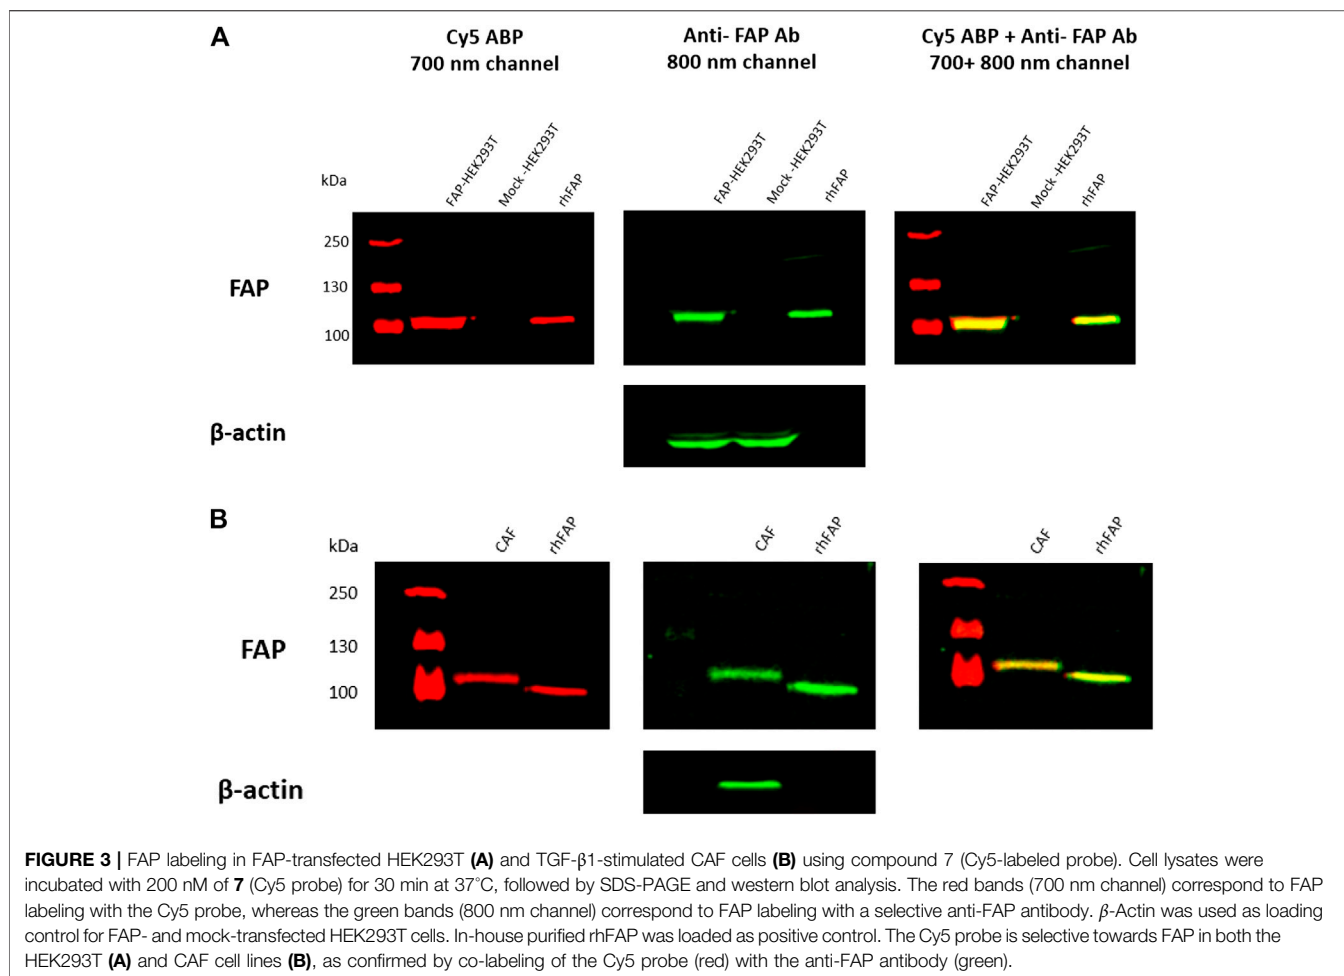 A
Cy5 ABP
700 nm channel
Anti- FAP Ab
800 nm channel
Cy5 ABP + Anti- FAP Ab
700+ 800 nm channel
kDa
FAP-HEK293T
Mock -HEK293T
rhFAP
FAP-HEK293T
Mock -HEK293T
rhFAP
FAP-HEK293T
Mock -HEK293T
rhFAP
250
130
100
FAP
β-actin
B
kDa
CAF
rhFAP
CAF
rhFAP
CAF
rhFAP
250
130
100
FAP
β-actin
FIGURE 3 | FAP labeling in FAP-transfected HEK293T (A) and TGF-β1-stimulated CAF cells (B) using compound 7 (Cy5-labeled probe). Cell lysates were
incubated with 200 nM of 7 (Cy5 probe) for 30 min at 37°C, followed by SDS-PAGE and western blot analysis. The red bands (700 nm channel) correspond to FAP
labeling with the Cy5 probe, whereas the green bands (800 nm channel) correspond to FAP labeling with a selective anti-FAP antibody. β-Actin was used as loading
control for FAP- and mock-transfected HEK293T cells. In-house purified rhFAP was loaded as positive control. The Cy5 probe is selective towards FAP in both the
HEK293T (A) and CAF cell lines (B), as confirmed by co-labeling of the Cy5 probe (red) with the anti-FAP antibody (green).